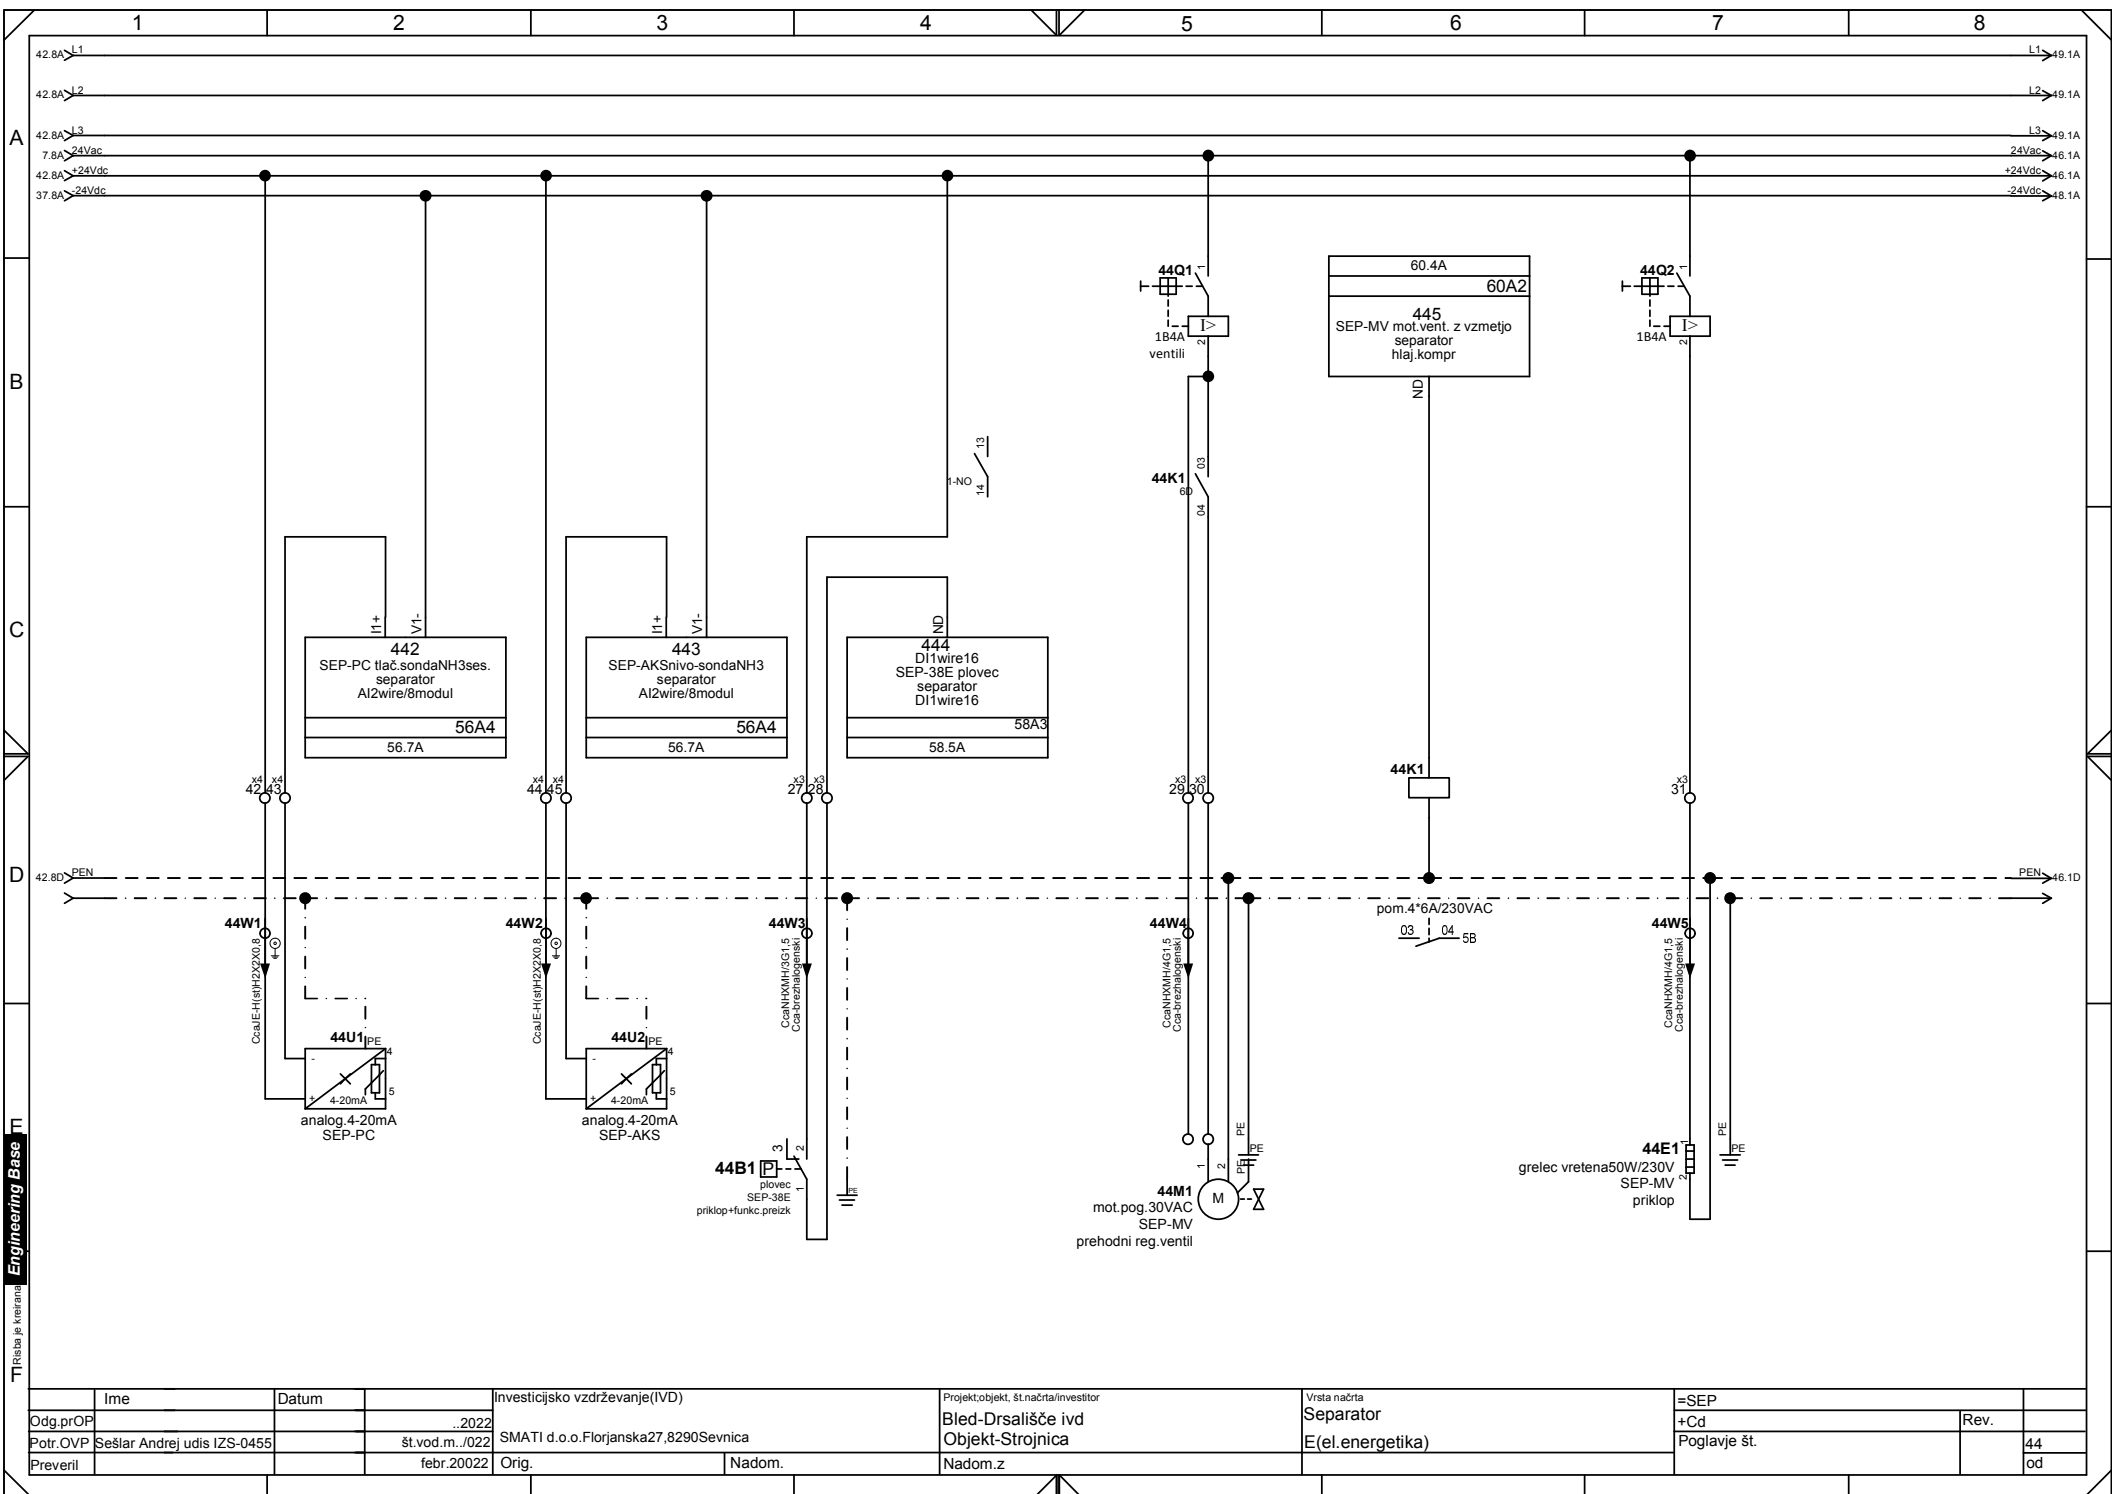 1 2 3 4 5 6 7 8
42.8A L1 L1 49.1A
42.8A L2 L2 49.1A
A
42.8A L3 L3 49.1A
7.8A 24Vac 24Vac 46.1A
42.8A +24Vdc +24Vdc 46.1A
37.8A -24Vdc -24Vdc 48.1A
B
44Q1
1
I>
1B4A
2
ventili
60.4A
60A2
445
SEP-MV mot.vent. z vzmetjo
separator
hlaj.kompr
ND
44Q2
1
I>
1B4A
2
13
1-NO
14
44K1
03
6D
04
C
I1+
V1-
442
SEP-PC tlač.sondaNH3ses.
separator
AI2wire/8modul
56A4
56.7A
I1+
V1-
443
SEP-AKSnivo-sondaNH3
separator
AI2wire/8modul
56A4
56.7A
ND
444
DI1wire16
SEP-38E plovec
separator
DI1wire16
58A3
58.5A
44K1
x4 x4
42 43
x4 x4
44 45
x3 x3
27 28
x3 x3
29 30
x3
31
D
42.8D PEN PEN 46.1D
44W1
CcaJE-H(st)H2X2X0,8
44W2
CcaJE-H(st)H2X2X0,8
44W3
CcaNHXMH/3G1,5
Cca-brezhalogenski
44W4
CcaNHXMH/4G1,5
Cca-brezhalogenski
pom.4*6A/230VAC
03 04 5B
44W5
CcaNHXMH/4G1,5
Cca-brezhalogenski
E
44U1
PE
-
4
+
4-20mA
5
analog.4-20mA
SEP-PC
44U2
PE
-
4
+
4-20mA
5
analog.4-20mA
SEP-AKS
44B1
P
3
2
1
plovec
SEP-38E
priklop+funkc.preizk
PE
44M1
1
2
PE
PE
PE
M
mot.pog.30VAC
SEP-MV
prehodni reg.ventil
44E1
1
2
grelec vretena50W/230V
SEP-MV
priklop
PE
PE
Engineering Base
Risba je kreirana
F
Ime Datum
Odg.prOP ..2022
Potr.OVP Sešlar Andrej udis IZS-0455 št.vod.m../022
Preveril febr.20022
Investicijsko vzdrževanje(IVD)
SMATI d.o.o.Florjanska27,8290Sevnica
Orig. Nadom.
Projekt;objekt, št.načrta/investitor
Bled-Drsališče ivd
Objekt-Strojnica
Nadom.z
Vrsta načrta
Separator
E(el.energetika)
=SEP
+Cd Rev.
Poglavje št. 44
od